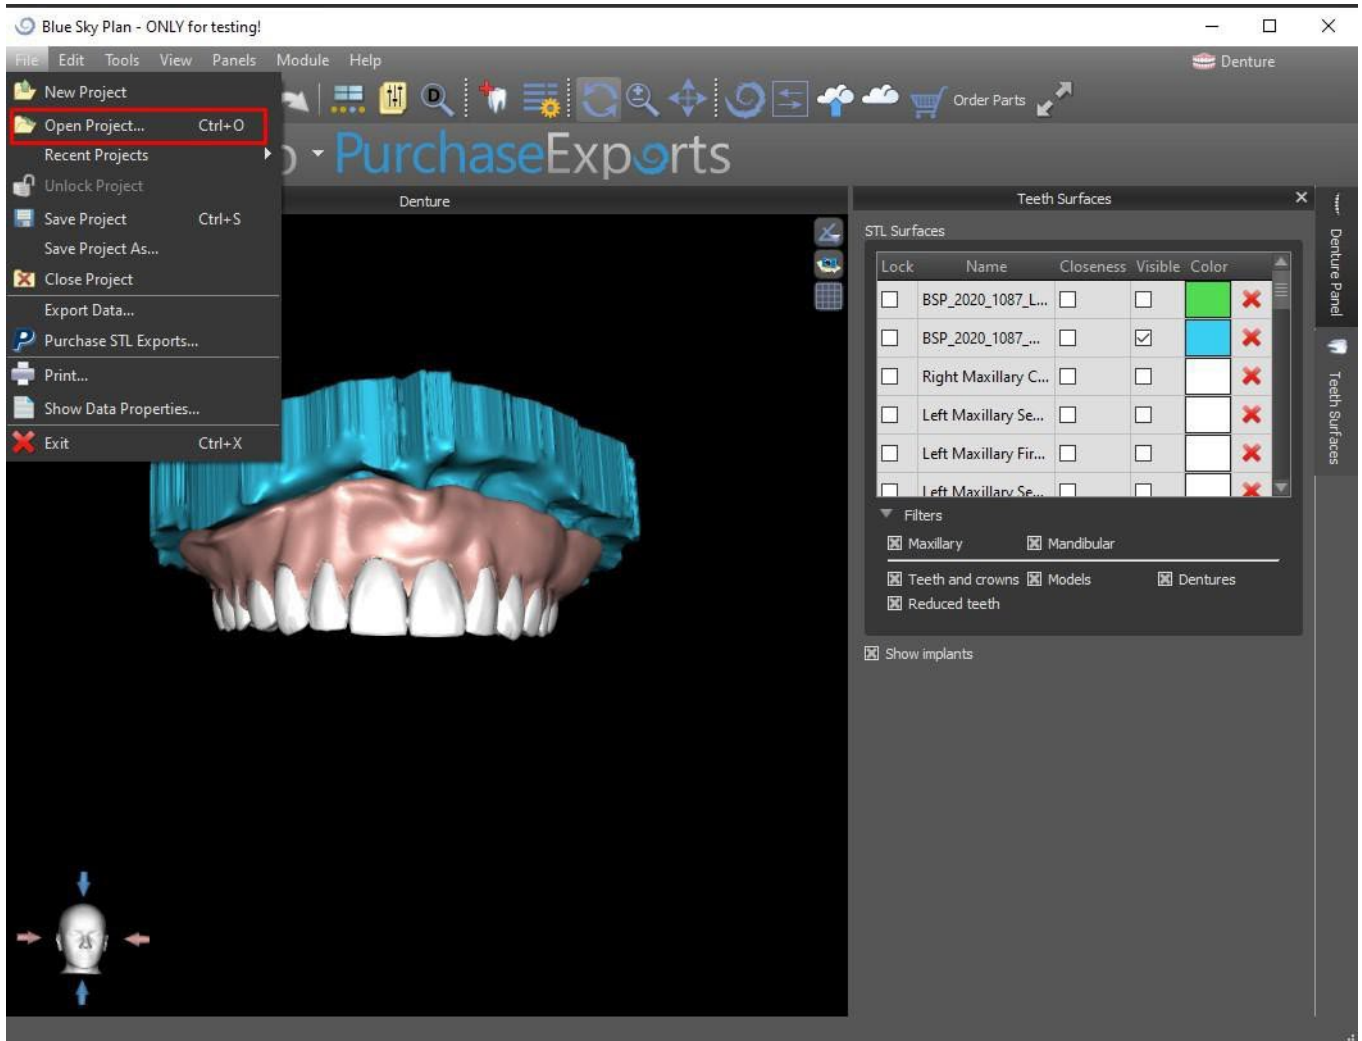 Blue Sky Plan - ONLY for testing!
File Edit Tools View Panels Module Help
Denture
New Project
Open Project... Ctrl+O
Recent Projects
Unlock Project
Save Project Ctrl+S
Save Project As...
Close Project
Export Data...
Purchase STL Exports...
Print...
Show Data Properties...
Exit Ctrl+X
D
Order Parts
PurchaseExports
Denture
Teeth Surfaces
STL Surfaces
Lock Name Closeness Visible Color
BSP_2020_1087_L...
BSP_2020_1087_...
Right Maxillary C...
Left Maxillary Se...
Left Maxillary Fir...
Left Maxillary Se...
Filters
Maxillary Mandibular
Teeth and crowns Models Dentures
Reduced teeth
Show implants
Denture Panel
Teeth Surfaces